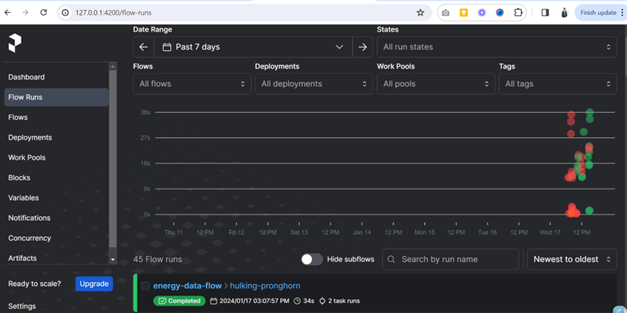 127.0.0.1:4200/flow-runs
Finish update
Date Range
States
Past 7 days
All run states
Flows
Deployments
Work Pools
Tags
All flows
All deployments
All pools
All tags
Dashboard
Flow Runs
Flows
Deployments
Work Pools
Blocks
Variables
Notifications
Concurrency
Artifacts
Ready to scale?
Upgrade
Settings
36s
27s
18s
9s
0s
Thu 11
12 PM
Fri 12
12 PM
Sat 13
12 PM
Jan 14
12 PM
Mon 15
12 PM
Tue 16
12 PM
Wed 17
12 PM
45 Flow runs
Hide subflows
Search by run name
Newest to oldest
energy-data-flow > hulking-pronghorn
Completed
2024/01/17 03:07:57 PM
34s
2 task runs